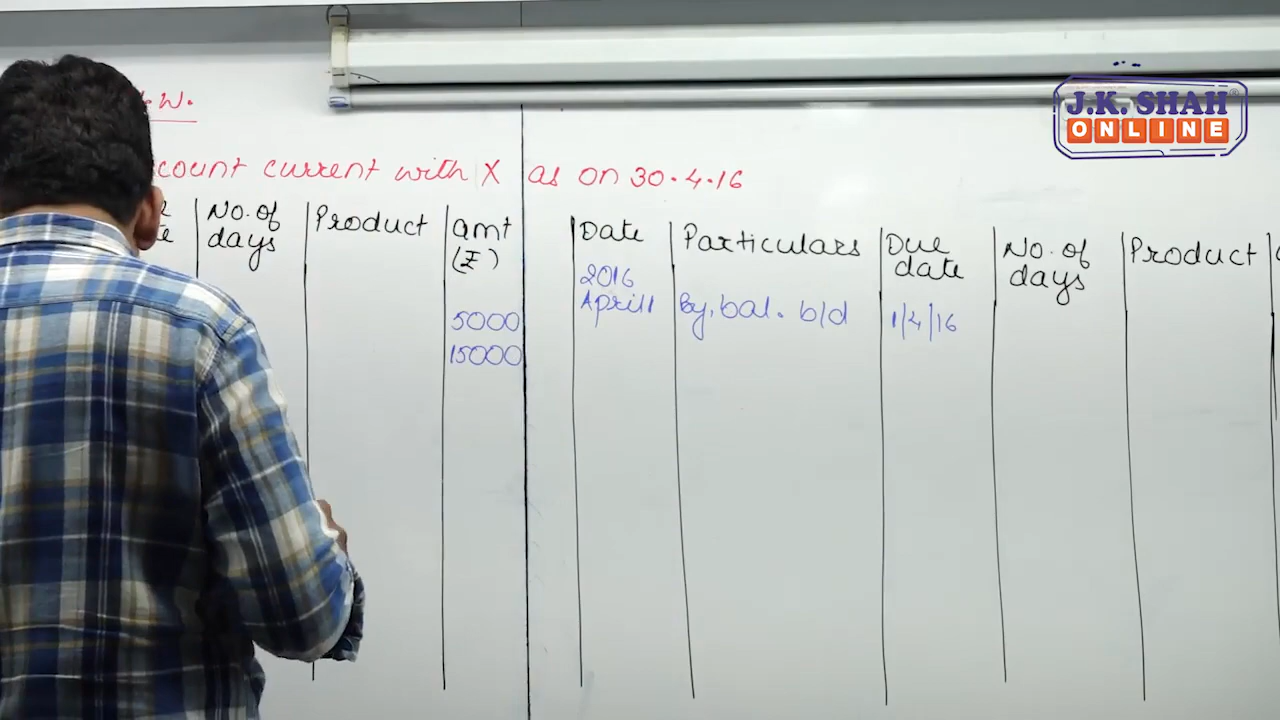 J.K. SHAH®
ONLINE
.W.
count current with X as on 30.4.16
No. of days
Product
Amt (₹)
Date
Particulars
Due date
No. of days
Product
2016
April 1 By, bal. b/d 1/4/16
5000
15000